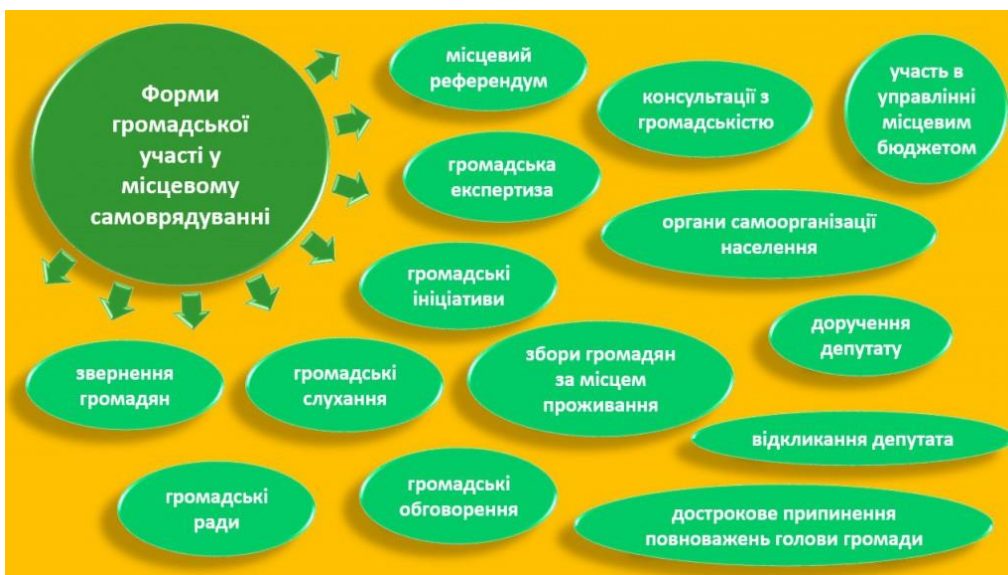 Форми
громадської
участі у
місцевому
самоврядуванні
місцевий
референдум
консультації з
громадськістю
участь в
управлінні
місцевим
бюджетом
громадська
експертиза
органи самоорганізації
населення
громадські
ініціативи
доручення
депутату
звернення
громадян
громадські
слухання
збори громадян
за місцем
проживання
відкликання депутата
громадські
ради
громадські
обговорення
дострокове припинення
повноважень голови громади